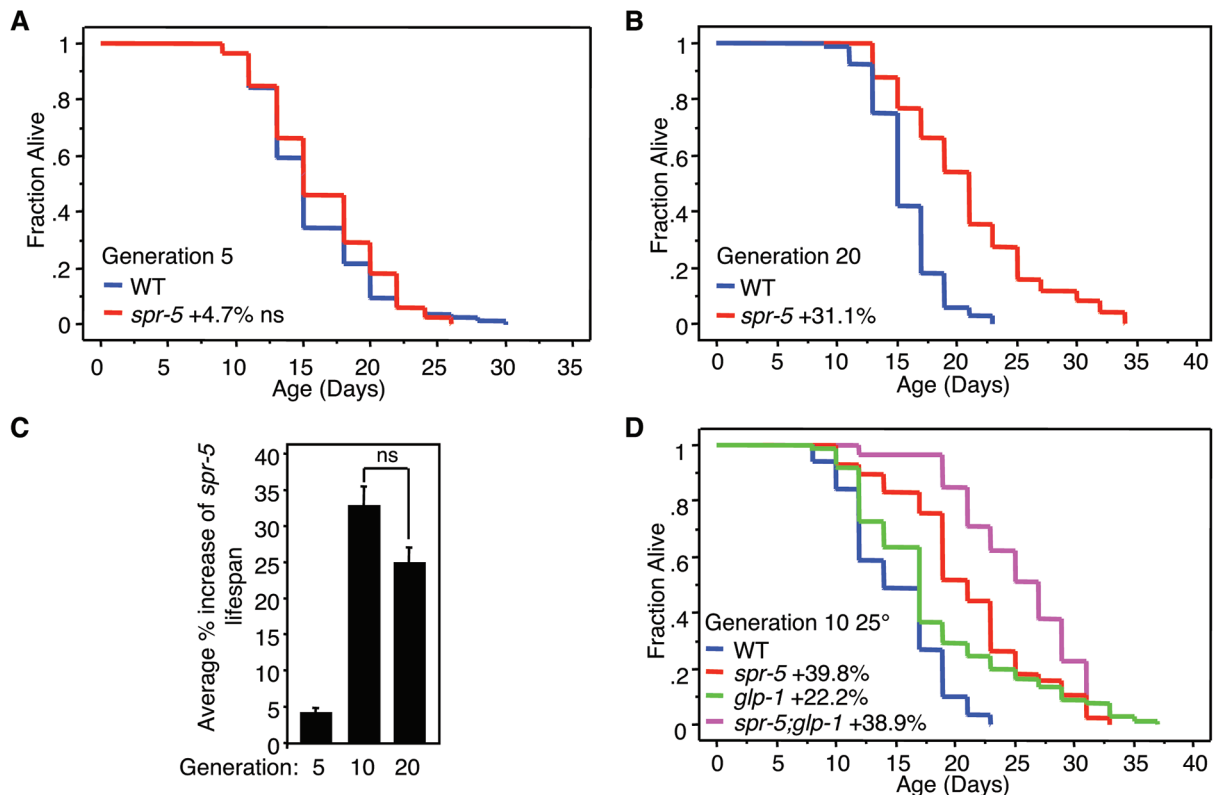 A
Fraction Alive
1
.8
.6
.4
.2
0
Generation 5
WT
spr-5 +4.7% ns
0 5 10 15 20 25 30 35
Age (Days)
B
Fraction Alive
1
.8
.6
.4
.2
0
Generation 20
WT
spr-5 +31.1%
0 5 10 15 20 25 30 35 40
Age (Days)
C
Average % increase of spr-5
lifespan
40
35
30
25
20
15
10
5
0
ns
Generation: 5 10 20
D
Fraction Alive
1
.8
.6
.4
.2
0
Generation 10 25°
WT
spr-5 +39.8%
glp-1 +22.2%
spr-5;glp-1 +38.9%
0 5 10 15 20 25 30 35 40
Age (Days)